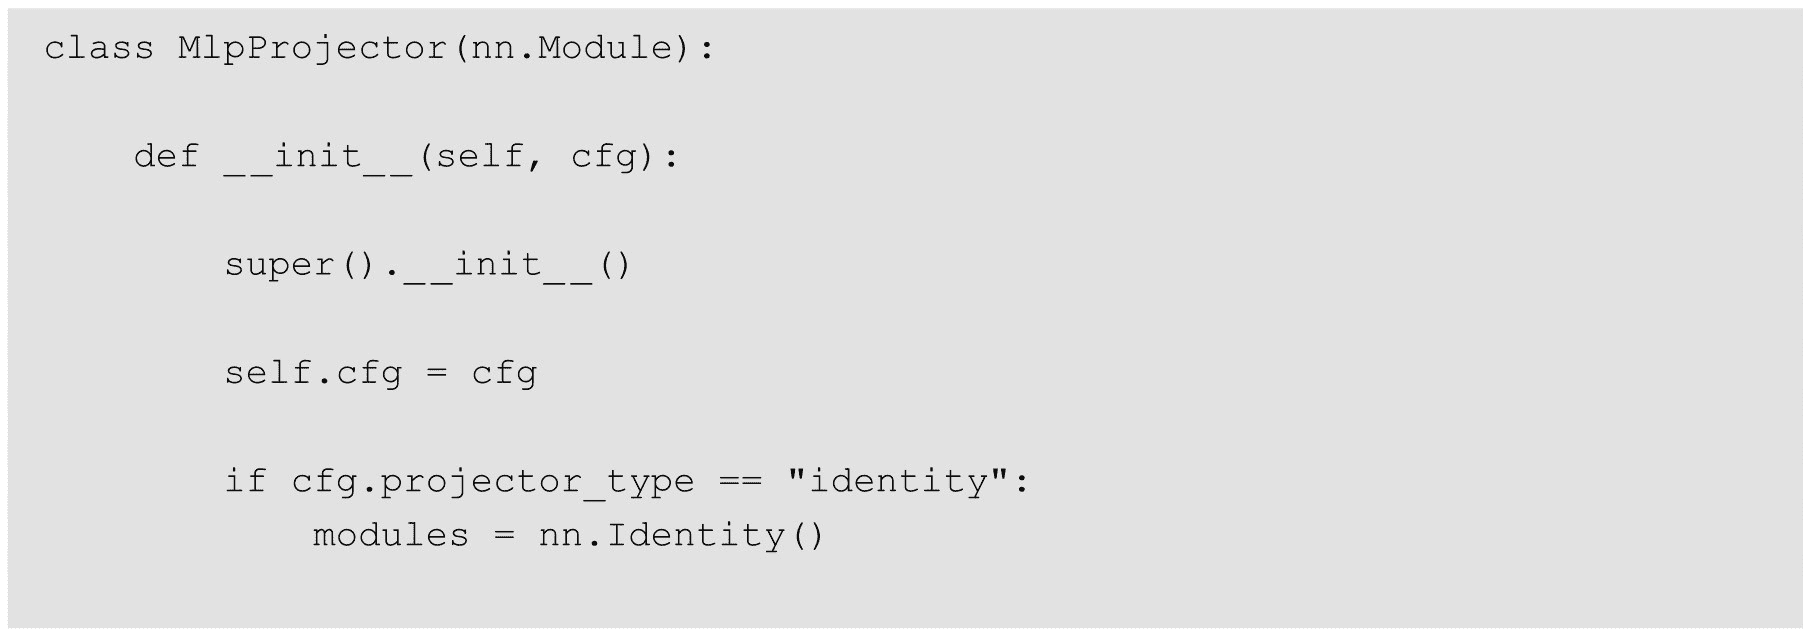 class MlpProjector(nn.Module):
    def __init__(self, cfg):
        super().__init__()
        self.cfg = cfg
        if cfg.projector_type == "identity":
            modules = nn.Identity()